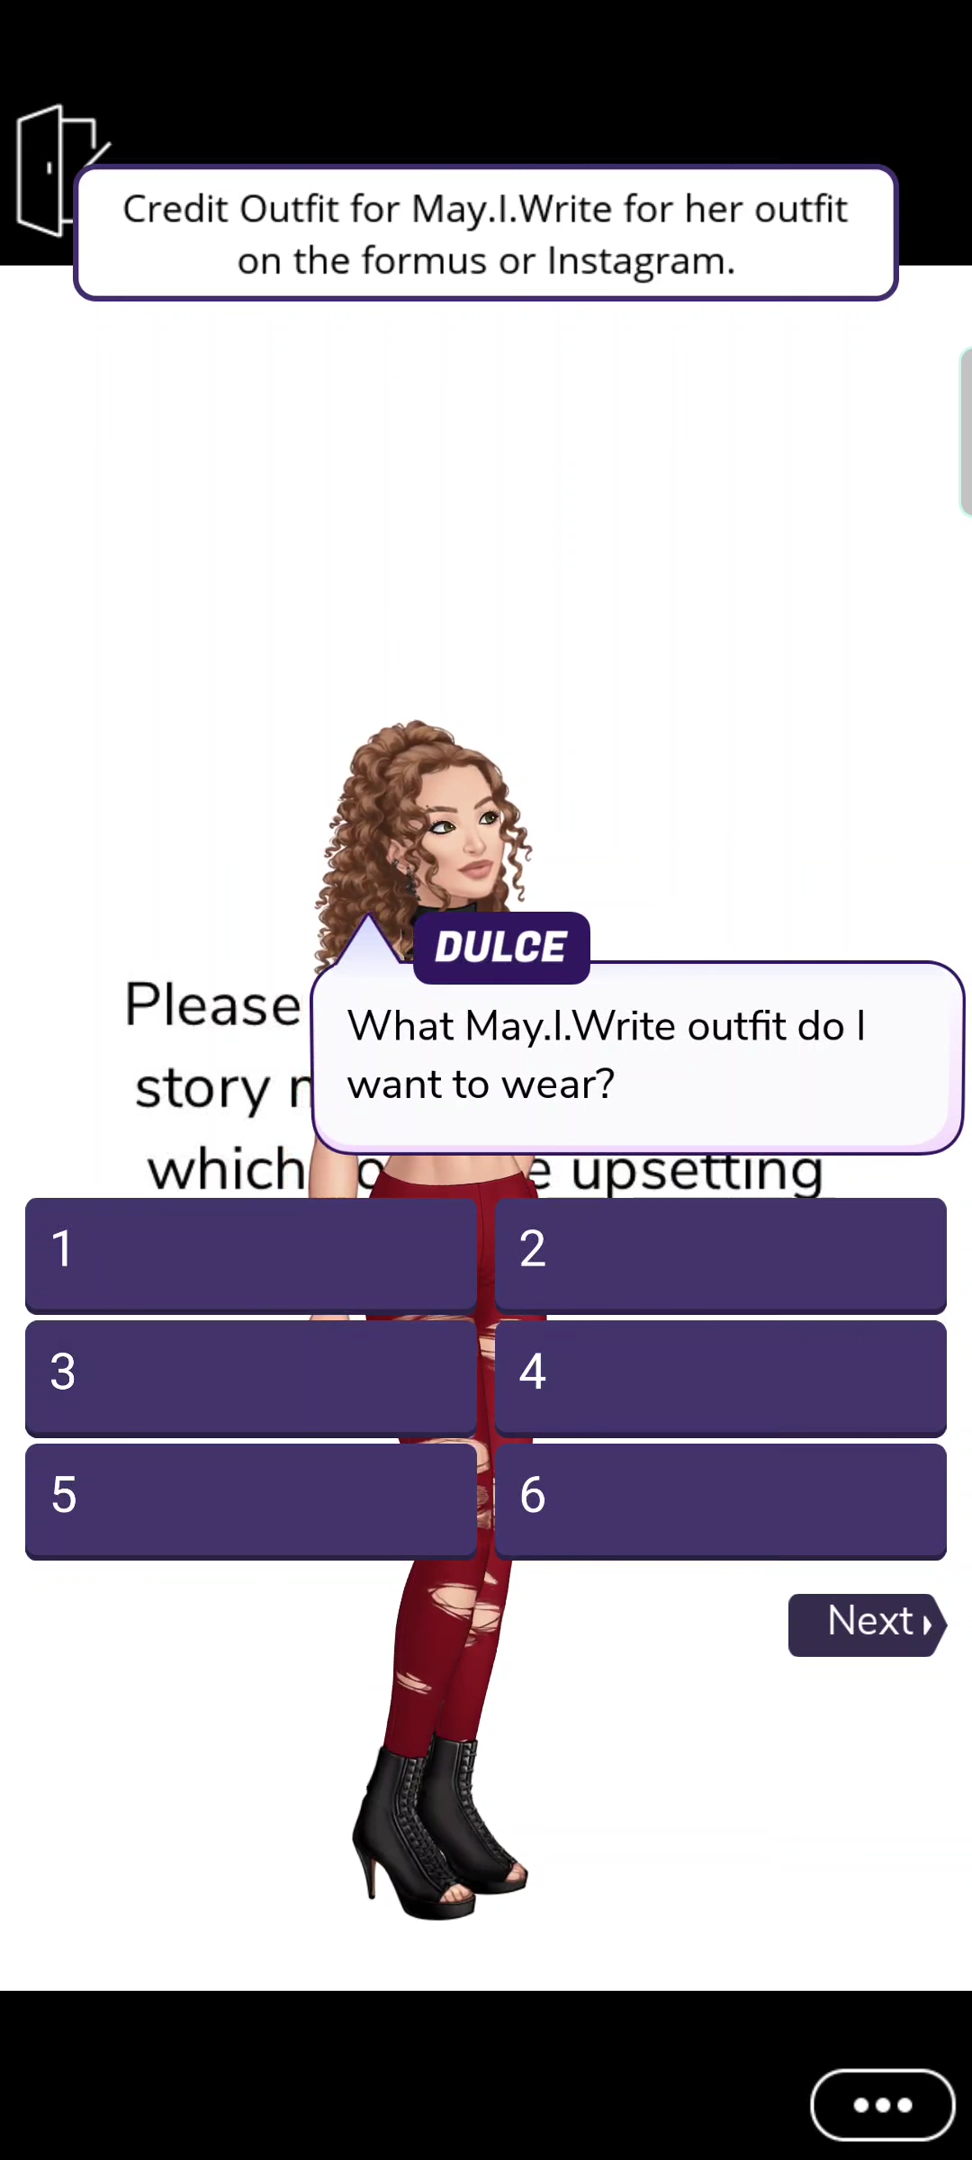 Credit Outfit for May.I.Write for her outfit
on the formus or Instagram.
DULCE
What May.I.Write outfit do I
want to wear?
Please
story
which upsetting
1
2
3
4
5
6
Next